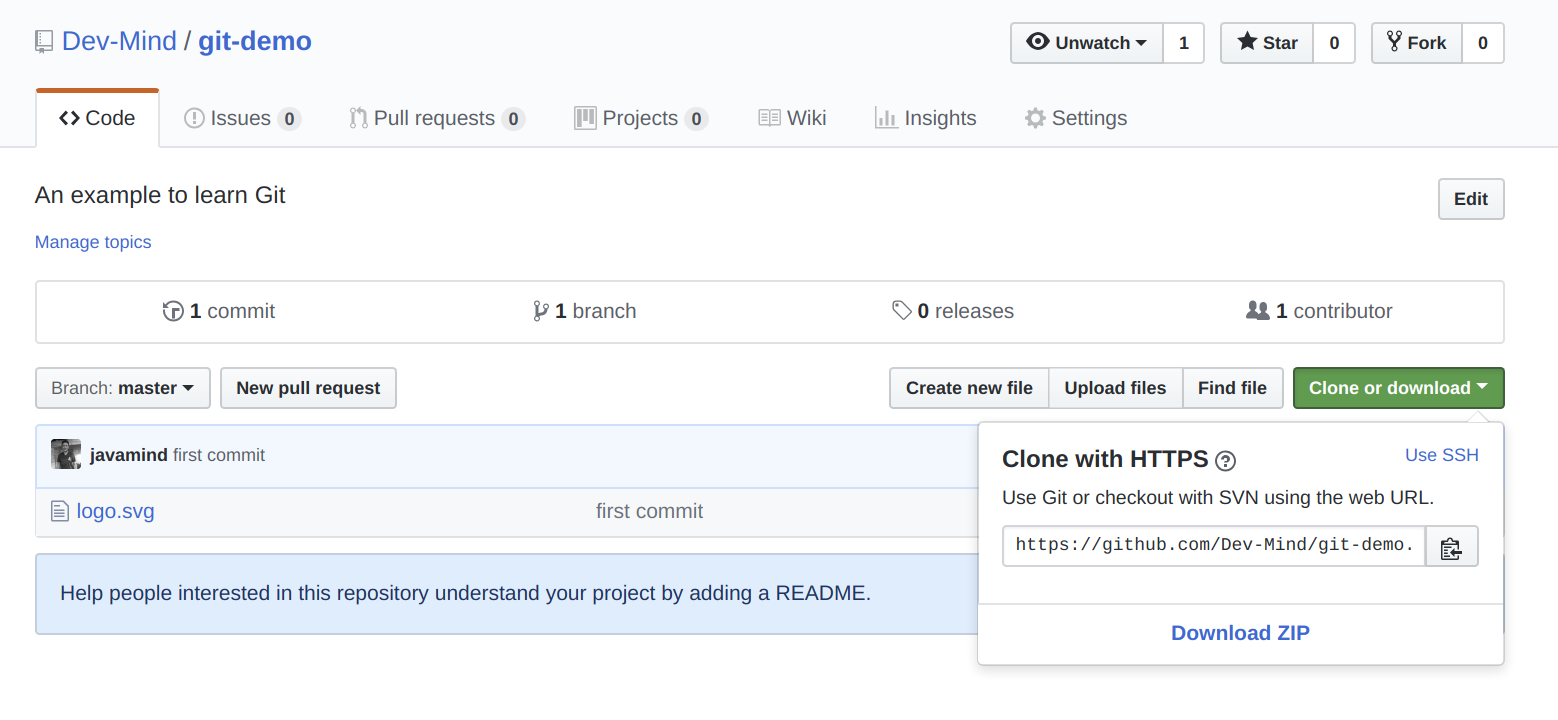 Dev-Mind / git-demo
Unwatch 1 Star 0 Fork 0
Code Issues 0 Pull requests 0 Projects 0 Wiki Insights Settings
An example to learn Git
Edit
Manage topics
1 commit 1 branch 0 releases 1 contributor
Branch: master New pull request Create new file Upload files Find file Clone or download
javamind first commit
logo.svg first commit
Help people interested in this repository understand your project by adding a README.
Clone with HTTPS ? Use SSH
Use Git or checkout with SVN using the web URL.
https://github.com/Dev-Mind/git-demo.
Download ZIP